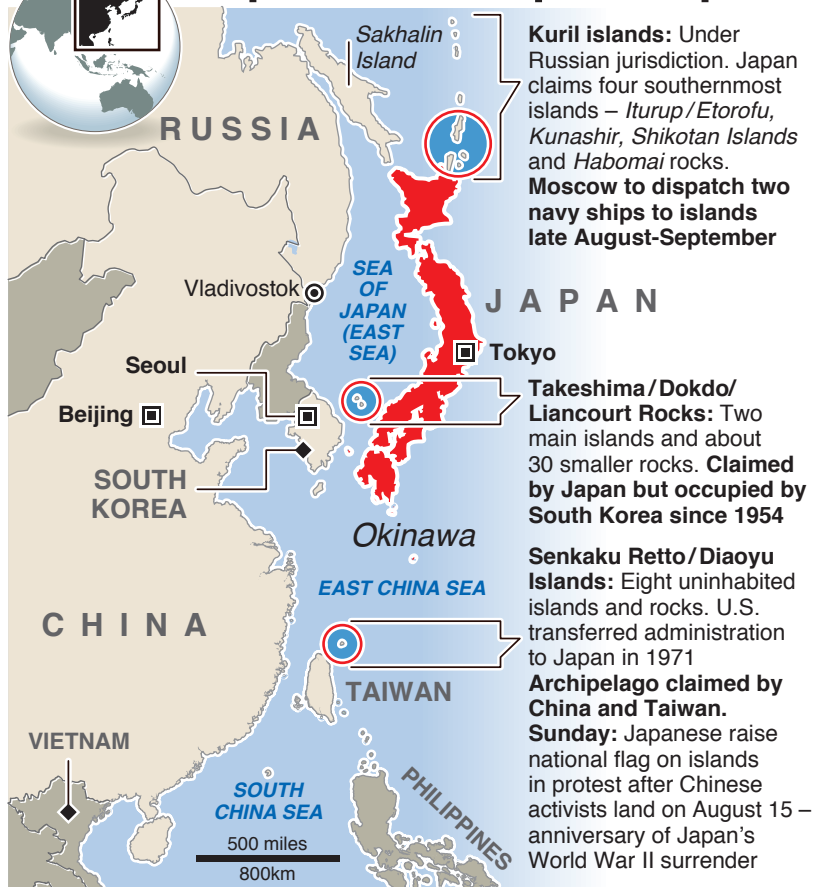 Sakhalin
Island
RUSSIA
Kuril islands: Under
Russian jurisdiction. Japan
claims four southernmost
islands – Iturup/Etorofu,
Kunashir, Shikotan Islands
and Habomai rocks.
Moscow to dispatch two
navy ships to islands
late August-September
Vladivostok
SEA
OF
JAPAN
(EAST
SEA)
JAPAN
Seoul
Tokyo
Beijing
SOUTH
KOREA
Takeshima/Dokdo/
Liancourt Rocks: Two
main islands and about
30 smaller rocks. Claimed
by Japan but occupied by
South Korea since 1954
Okinawa
EAST CHINA SEA
CHINA
Senkaku Retto/Diaoyu
Islands: Eight uninhabited
islands and rocks. U.S.
transferred administration
to Japan in 1971
Archipelago claimed by
China and Taiwan.
Sunday: Japanese raise
national flag on islands
in protest after Chinese
activists land on August 15 –
anniversary of Japan's
World War II surrender
TAIWAN
VIETNAM
SOUTH
CHINA SEA
PHILIPPINES
500 miles
800km